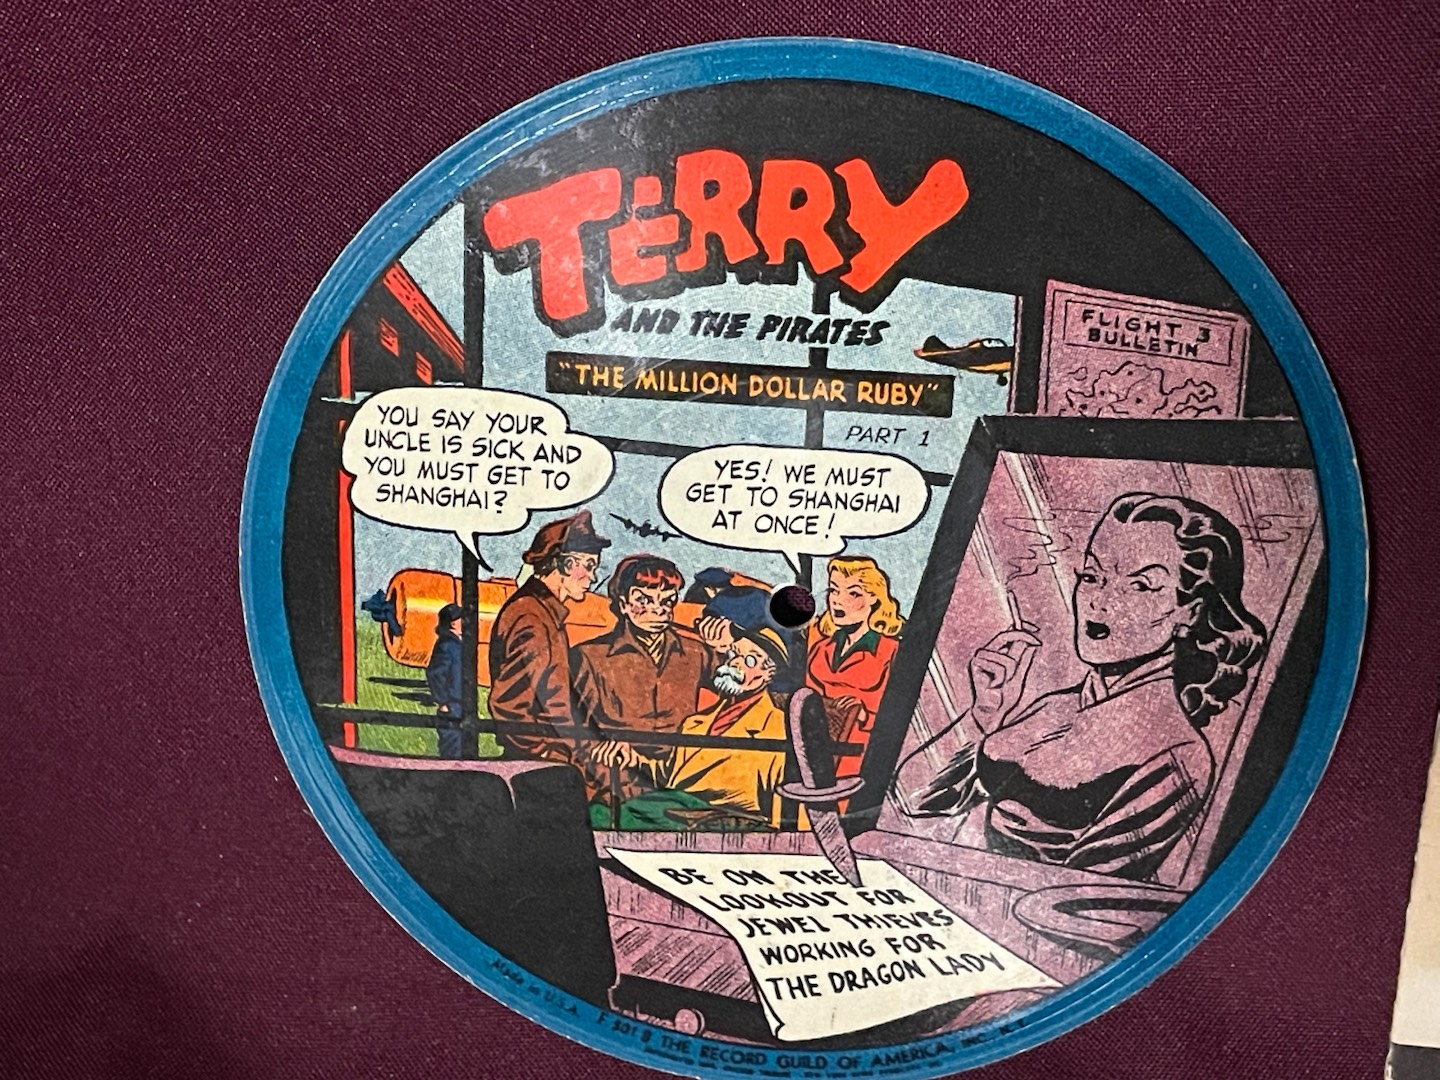 TERRY
AND THE PIRATES
"THE MILLION DOLLAR RUBY"
PART 1
FLIGHT 3
BULLETIN
YOU SAY YOUR
UNCLE IS SICK AND
YOU MUST GET TO
SHANGHAI?
YES! WE MUST
GET TO SHANGHAI
AT ONCE!
BE ON THE
LOOKOUT FOR
JEWEL THIEVES
WORKING FOR
THE DRAGON LADY
Made in U.S.A. F 501 B THE RECORD GUILD OF AMERICA, INC. N.Y.